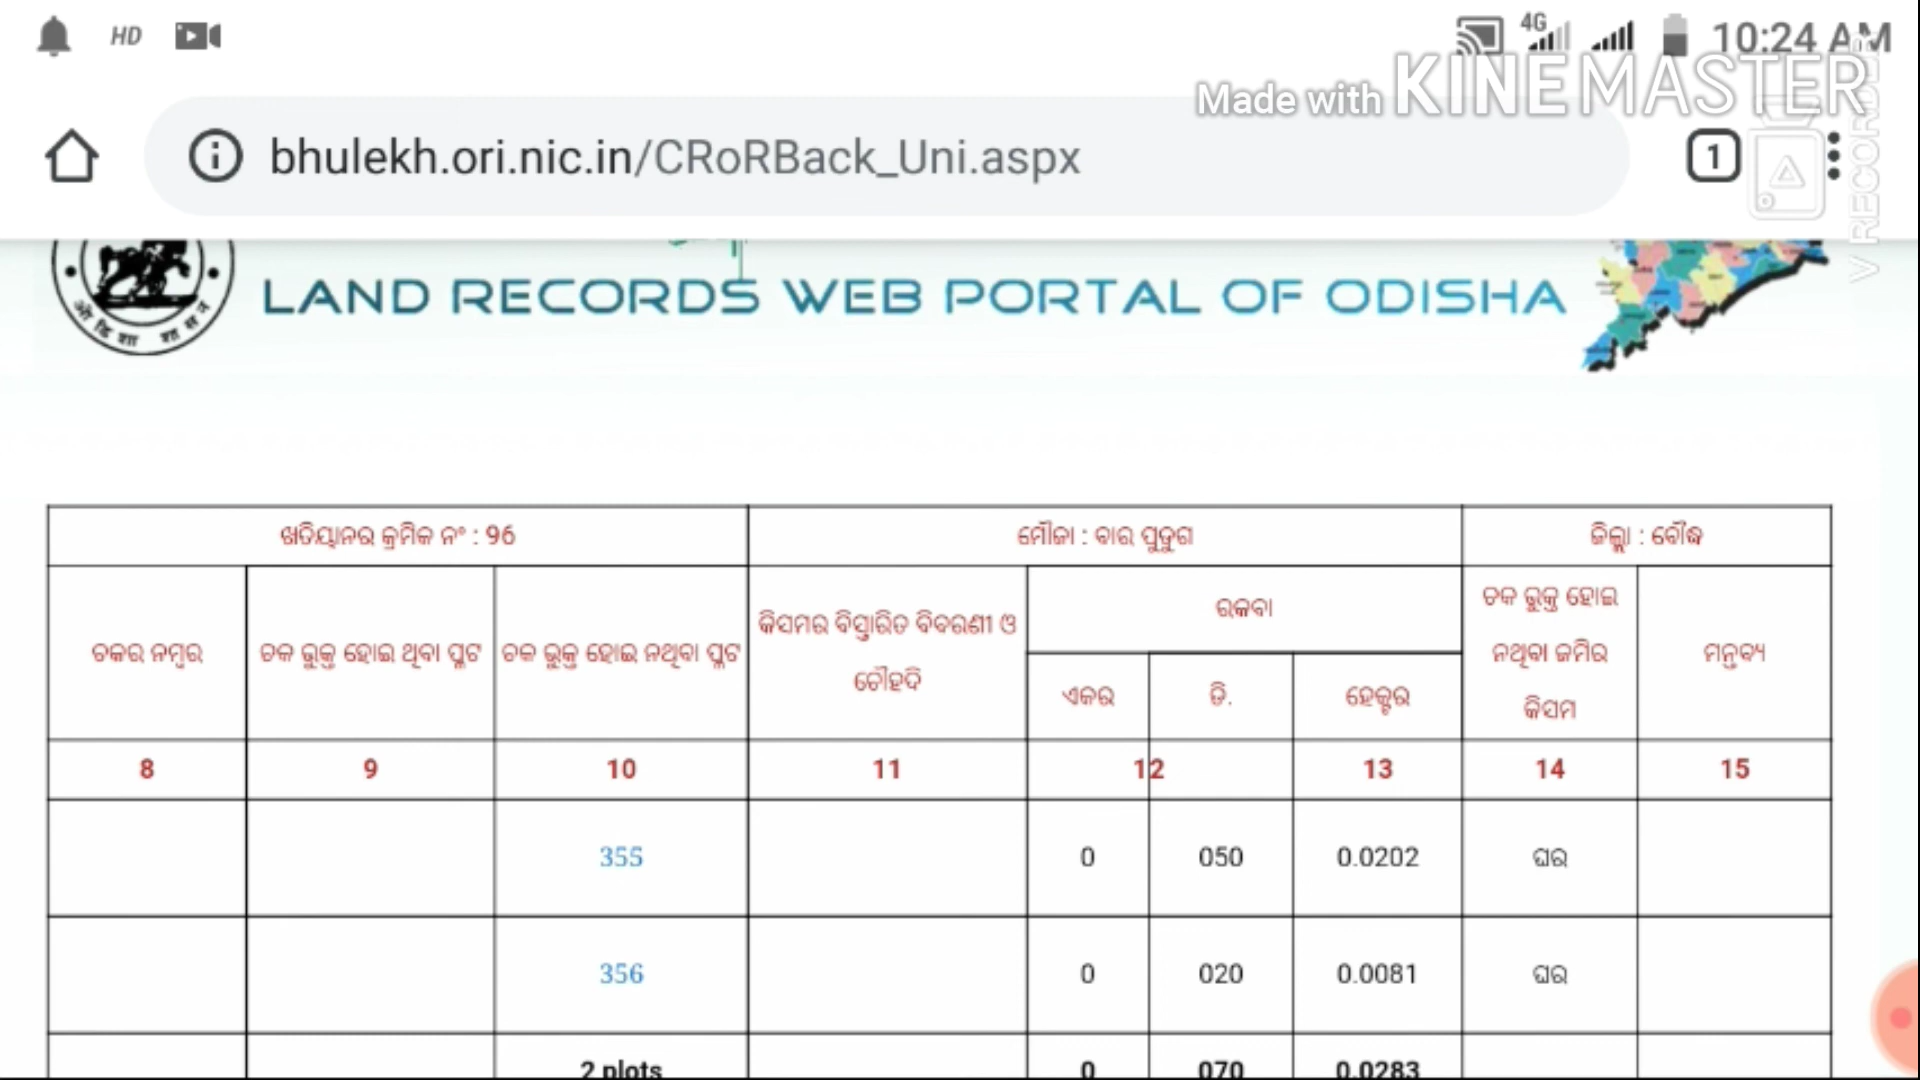 HD
4G
10:24 AM
Made with KINEMASTER
V RECORDER
bhulekh.ori.nic.in/CRoRBack_Uni.aspx
1
LAND RECORDS WEB PORTAL OF ODISHA
ଖତିୟାନର କ୍ରମିକ ନଂ : 96
ମୌଜା : ବାର ପୁଡୁଗ
ଜିଲ୍ଲା : ବୌଦ୍ଧ
ଚକର ନମ୍ବର
ଚକ ଭୁକ୍ତ ହୋଇ ଥିବା ପ୍ଲଟ
ଚକ ଭୁକ୍ତ ହୋଇ ନଥିବା ପ୍ଲଟ
କିସମର ବିସ୍ତାରିତ ବିବରଣୀ ଓ
ଚୌହଦି
ରକବା
ଏକର
ଡି.
ହେକ୍ଟର
ଚକ ଭୁକ୍ତ ହୋଇ
ନଥିବା ଜମିର
କିସମ
ମନ୍ତବ୍ୟ
8 9 10 11 12 13 14 15
355 0 050 0.0202 ଘର
356 0 020 0.0081 ଘର
2 plots 0 070 0.0283